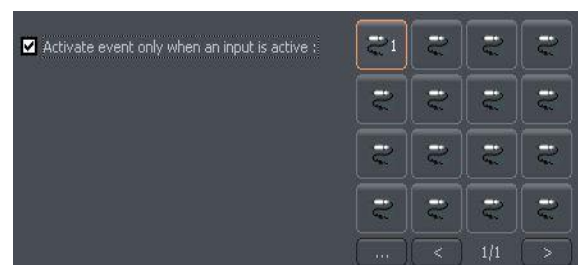 Activate event only when an input is active :
1
... < 1/1 >